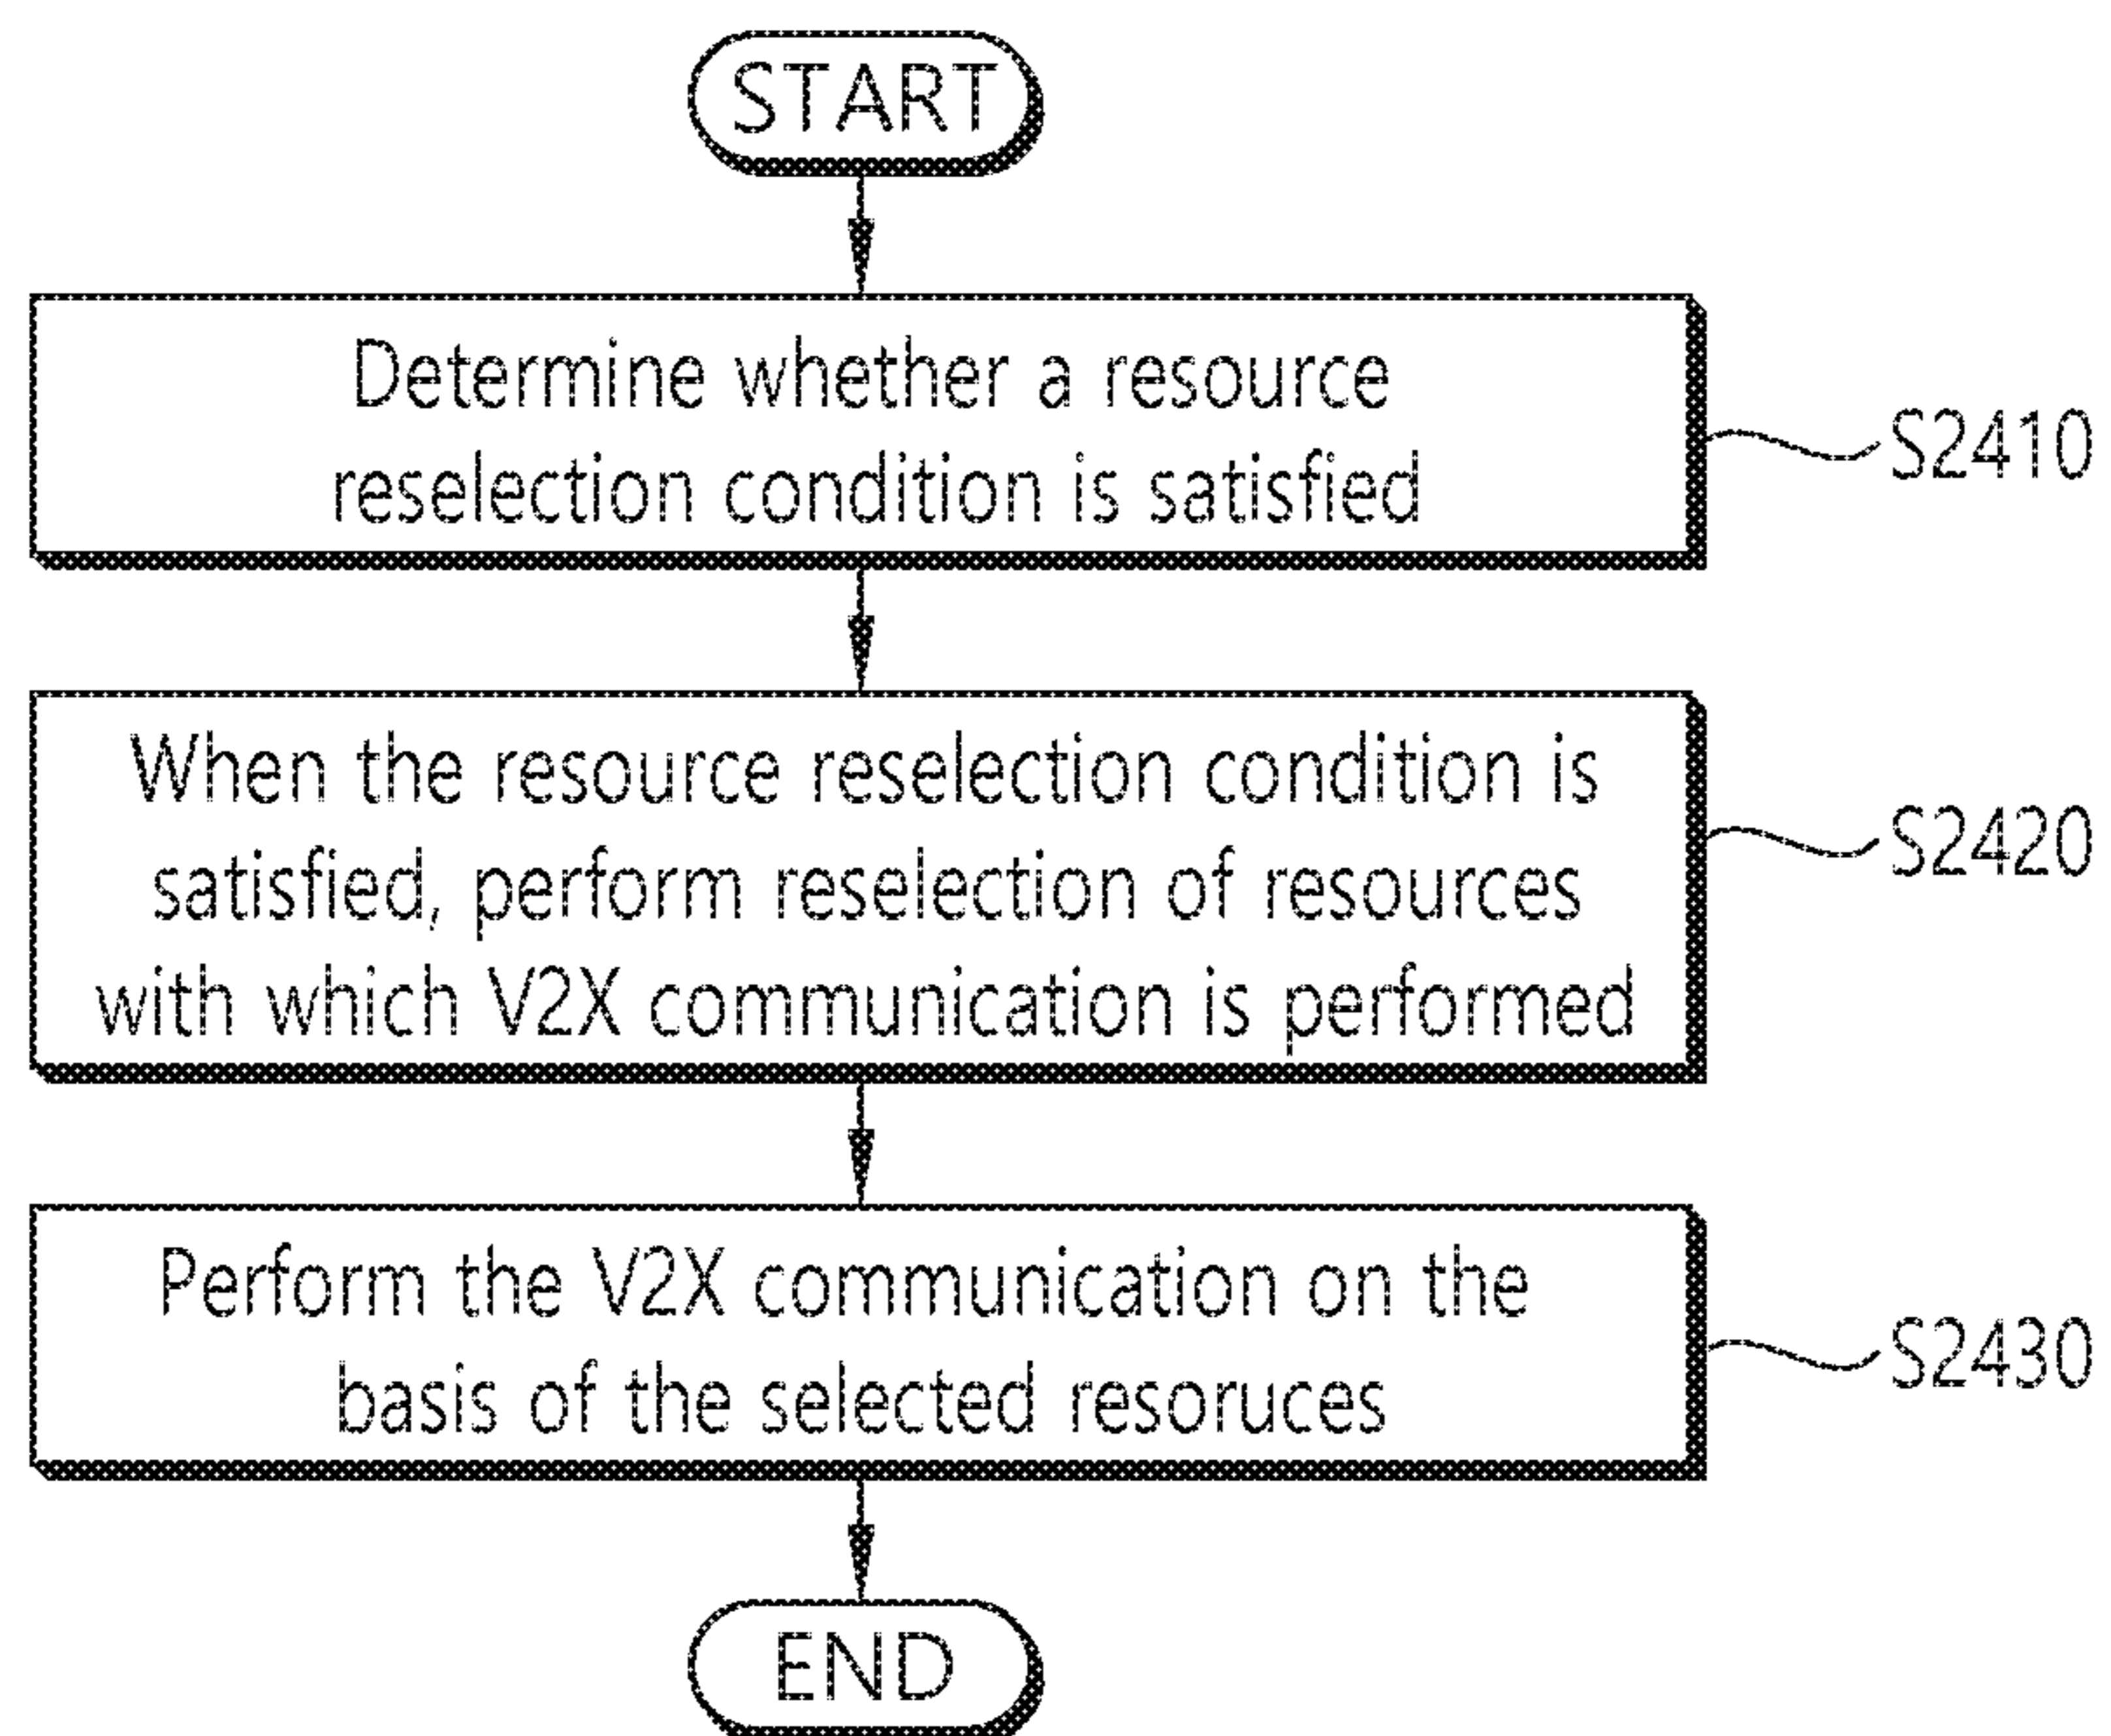 START
Determine whether a resource
reselection condition is satisfied
S2410
When the resource reselection condition is
satisfied, perform reselection of resources
with which V2X communication is performed
S2420
Perform the V2X communication on the
basis of the selected resoruces
S2430
END